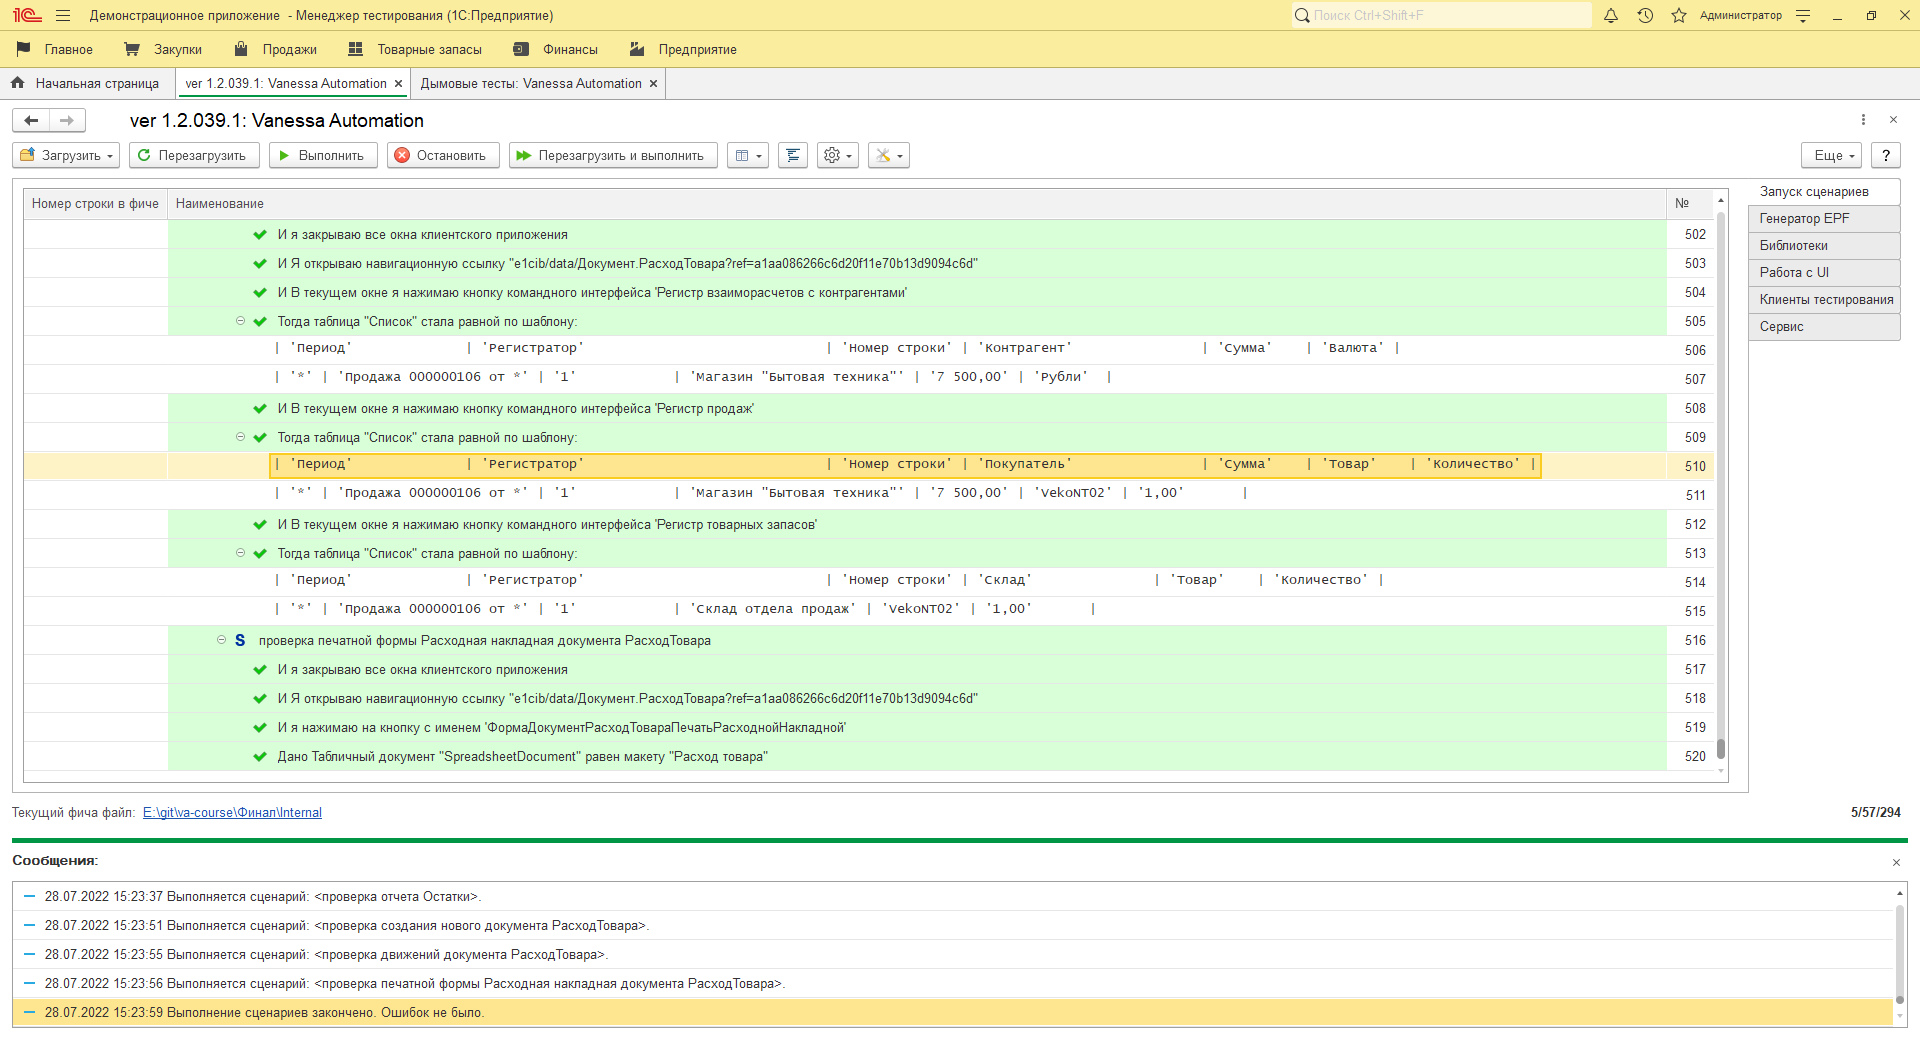 1С Демонстрационное приложение - Менеджер тестирования (1С:Предприятие) Поиск Ctrl+Shift+F Администратор
Главное Закупки Продажи Товарные запасы Финансы Предприятие
Начальная страница ver 1.2.039.1: Vanessa Automation × Дымовые тесты: Vanessa Automation ×
ver 1.2.039.1: Vanessa Automation
Загрузить Перезагрузить Выполнить Остановить Перезагрузить и выполнить Еще ?
Номер строки в фиче Наименование №
И я закрываю все окна клиентского приложения 502
И Я открываю навигационную ссылку "e1cib/data/Документ.РасходТовара?ref=a1aa086266c6d20f11e70b13d9094c6d" 503
И В текущем окне я нажимаю кнопку командного интерфейса 'Регистр взаиморасчетов с контрагентами' 504
Тогда таблица "Список" стала равной по шаблону: 505
| 'Период' | 'Регистратор' | 'Номер строки' | 'Контрагент' | 'Сумма' | 'Валюта' | 506
| '*' | 'Продажа 000000106 от *' | '1' | 'Магазин "Бытовая техника"' | '7 500,00' | 'Рубли' | 507
И В текущем окне я нажимаю кнопку командного интерфейса 'Регистр продаж' 508
Тогда таблица "Список" стала равной по шаблону: 509
| 'Период' | 'Регистратор' | 'Номер строки' | 'Покупатель' | 'Сумма' | 'Товар' | 'Количество' | 510
| '*' | 'Продажа 000000106 от *' | '1' | 'Магазин "Бытовая техника"' | '7 500,00' | 'VekoNT02' | '1,00' | 511
И В текущем окне я нажимаю кнопку командного интерфейса 'Регистр товарных запасов' 512
Тогда таблица "Список" стала равной по шаблону: 513
| 'Период' | 'Регистратор' | 'Номер строки' | 'Склад' | 'Товар' | 'Количество' | 514
| '*' | 'Продажа 000000106 от *' | '1' | 'Склад отдела продаж' | 'VekoNT02' | '1,00' | 515
S проверка печатной формы Расходная накладная документа РасходТовара 516
И я закрываю все окна клиентского приложения 517
И Я открываю навигационную ссылку "e1cib/data/Документ.РасходТовара?ref=a1aa086266c6d20f11e70b13d9094c6d" 518
И я нажимаю на кнопку с именем 'ФормаДокументРасходТовараПечатьРасходнойНакладной' 519
Дано Табличный документ "SpreadsheetDocument" равен макету "Расход товара" 520
Запуск сценариев
Генератор EPF
Библиотеки
Работа с UI
Клиенты тестирования
Сервис
Текущий фича файл: E:\git\va-course\Финал\Internal 5/57/294
Сообщения:
28.07.2022 15:23:37 Выполняется сценарий: <проверка отчета Остатки>.
28.07.2022 15:23:51 Выполняется сценарий: <проверка создания нового документа РасходТовара>.
28.07.2022 15:23:55 Выполняется сценарий: <проверка движений документа РасходТовара>.
28.07.2022 15:23:56 Выполняется сценарий: <проверка печатной формы Расходная накладная документа РасходТовара>.
28.07.2022 15:23:59 Выполнение сценариев закончено. Ошибок не было.